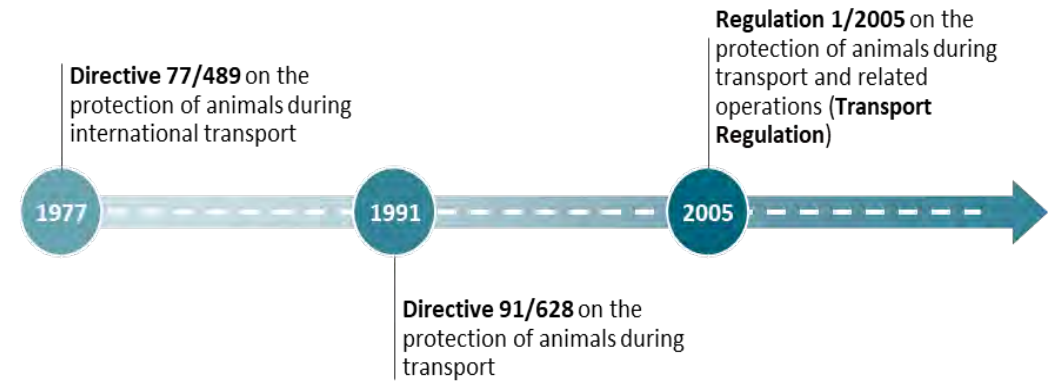 Directive 77/489 on the
protection of animals during
international transport
Regulation 1/2005 on the
protection of animals during
transport and related
operations (Transport
Regulation)
1977
1991
2005
Directive 91/628 on the
protection of animals during
transport